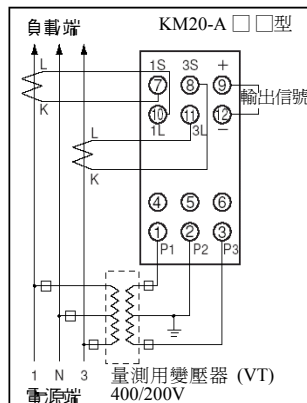 負載端
KM20-A □ □型
L
K
1S
3S
+
7
8
9
輸出信號
10
11
12
1L
3L
−
L
K
4
5
6
1
2
3
P1
P2
P3
1
N
3
電源端
量測用變壓器 (VT)
400/200V